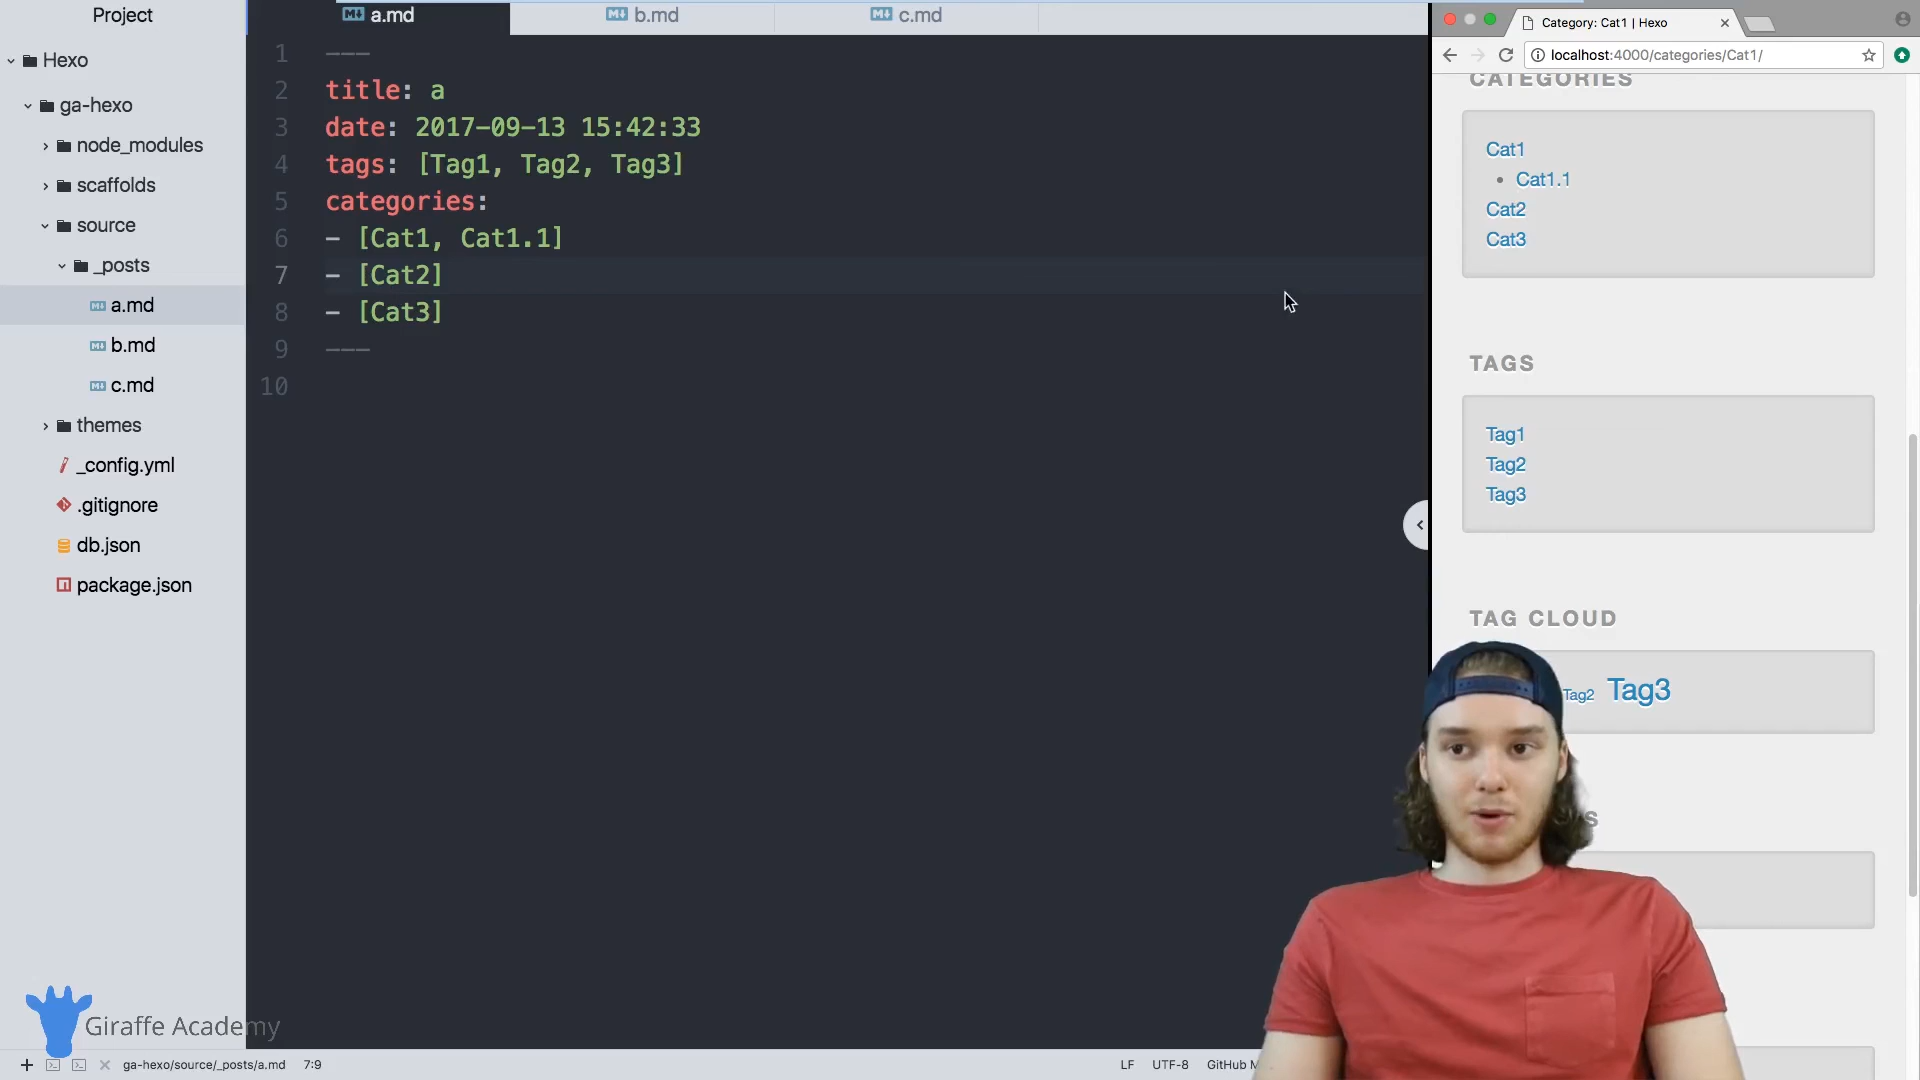 Project
Hexo
ga-hexo
node_modules
scaffolds
source
_posts
a.md
b.md
c.md
themes
_config.yml
.gitignore
db.json
package.json
Giraffe Academy
a.md
b.md
c.md
1 ---
2 title: a
3 date: 2017-09-13 15:42:33
4 tags: [Tag1, Tag2, Tag3]
5 categories:
6 - [Cat1, Cat1.1]
7 - [Cat2]
8 - [Cat3]
9 ---
10
ga-hexo/source/_posts/a.md 7:9
LF UTF-8 GitHub
Category: Cat1 | Hexo
localhost:4000/categories/Cat1/
CATEGORIES
Cat1
Cat1.1
Cat2
Cat3
TAGS
Tag1
Tag2
Tag3
TAG CLOUD
Tag2 Tag3